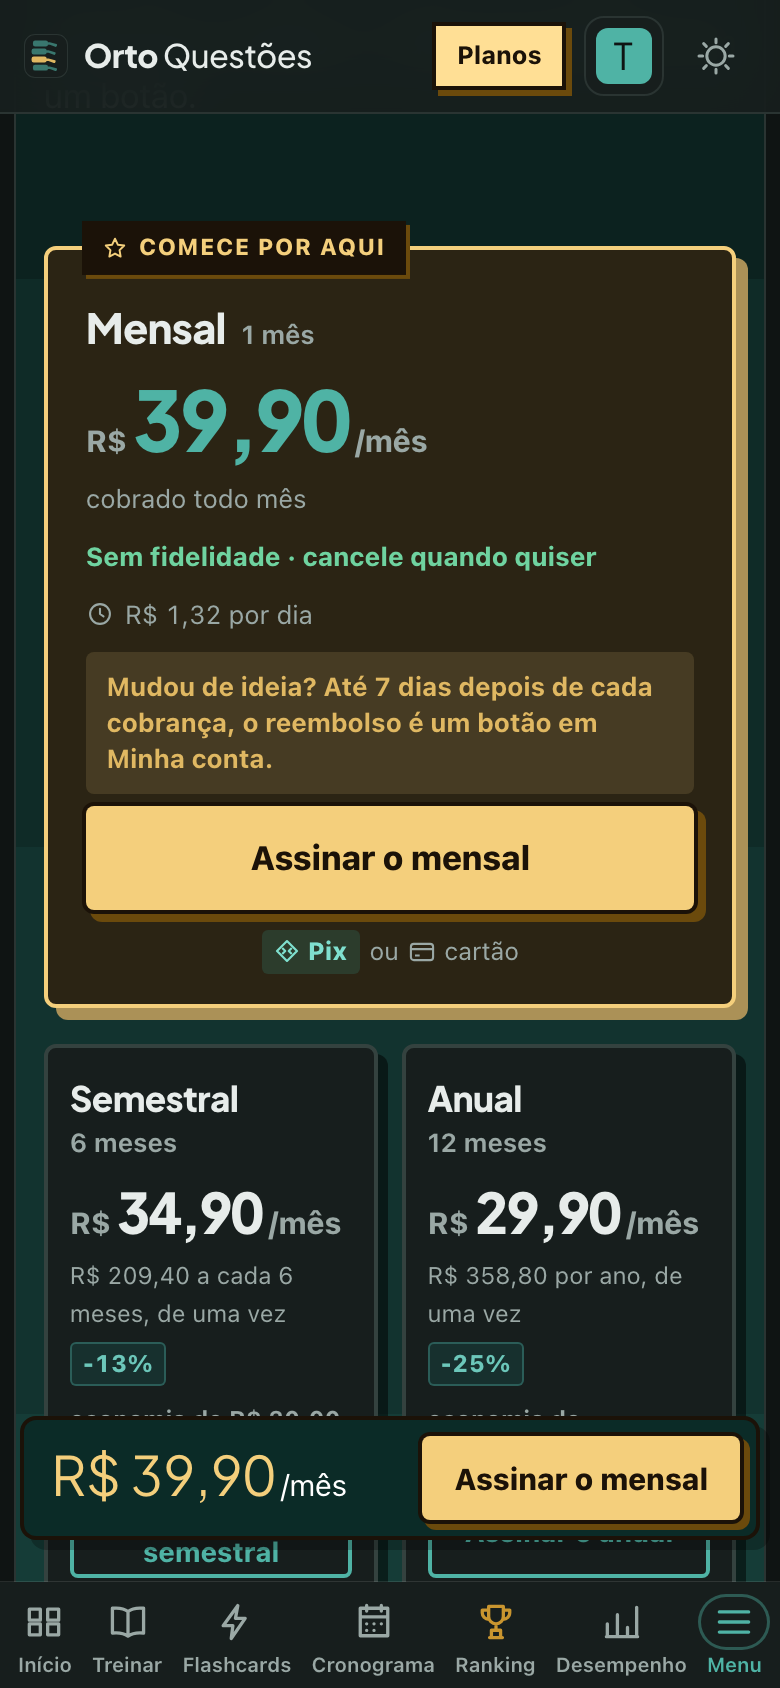 Orto Questões
Planos
T
um botão.
COMECE POR AQUI
Mensal 1 mês
R$ 39,90/mês
cobrado todo mês
Sem fidelidade · cancele quando quiser
R$ 1,32 por dia
Mudou de ideia? Até 7 dias depois de cada
cobrança, o reembolso é um botão em
Minha conta.
Assinar o mensal
Pix ou cartão
Semestral
6 meses
R$ 34,90/mês
R$ 209,40 a cada 6
meses, de uma vez
-13%
Anual
12 meses
R$ 29,90/mês
R$ 358,80 por ano, de
uma vez
-25%
R$ 39,90/mês
Assinar o mensal
semestral
Início
Treinar
Flashcards
Cronograma
Ranking
Desempenho
Menu